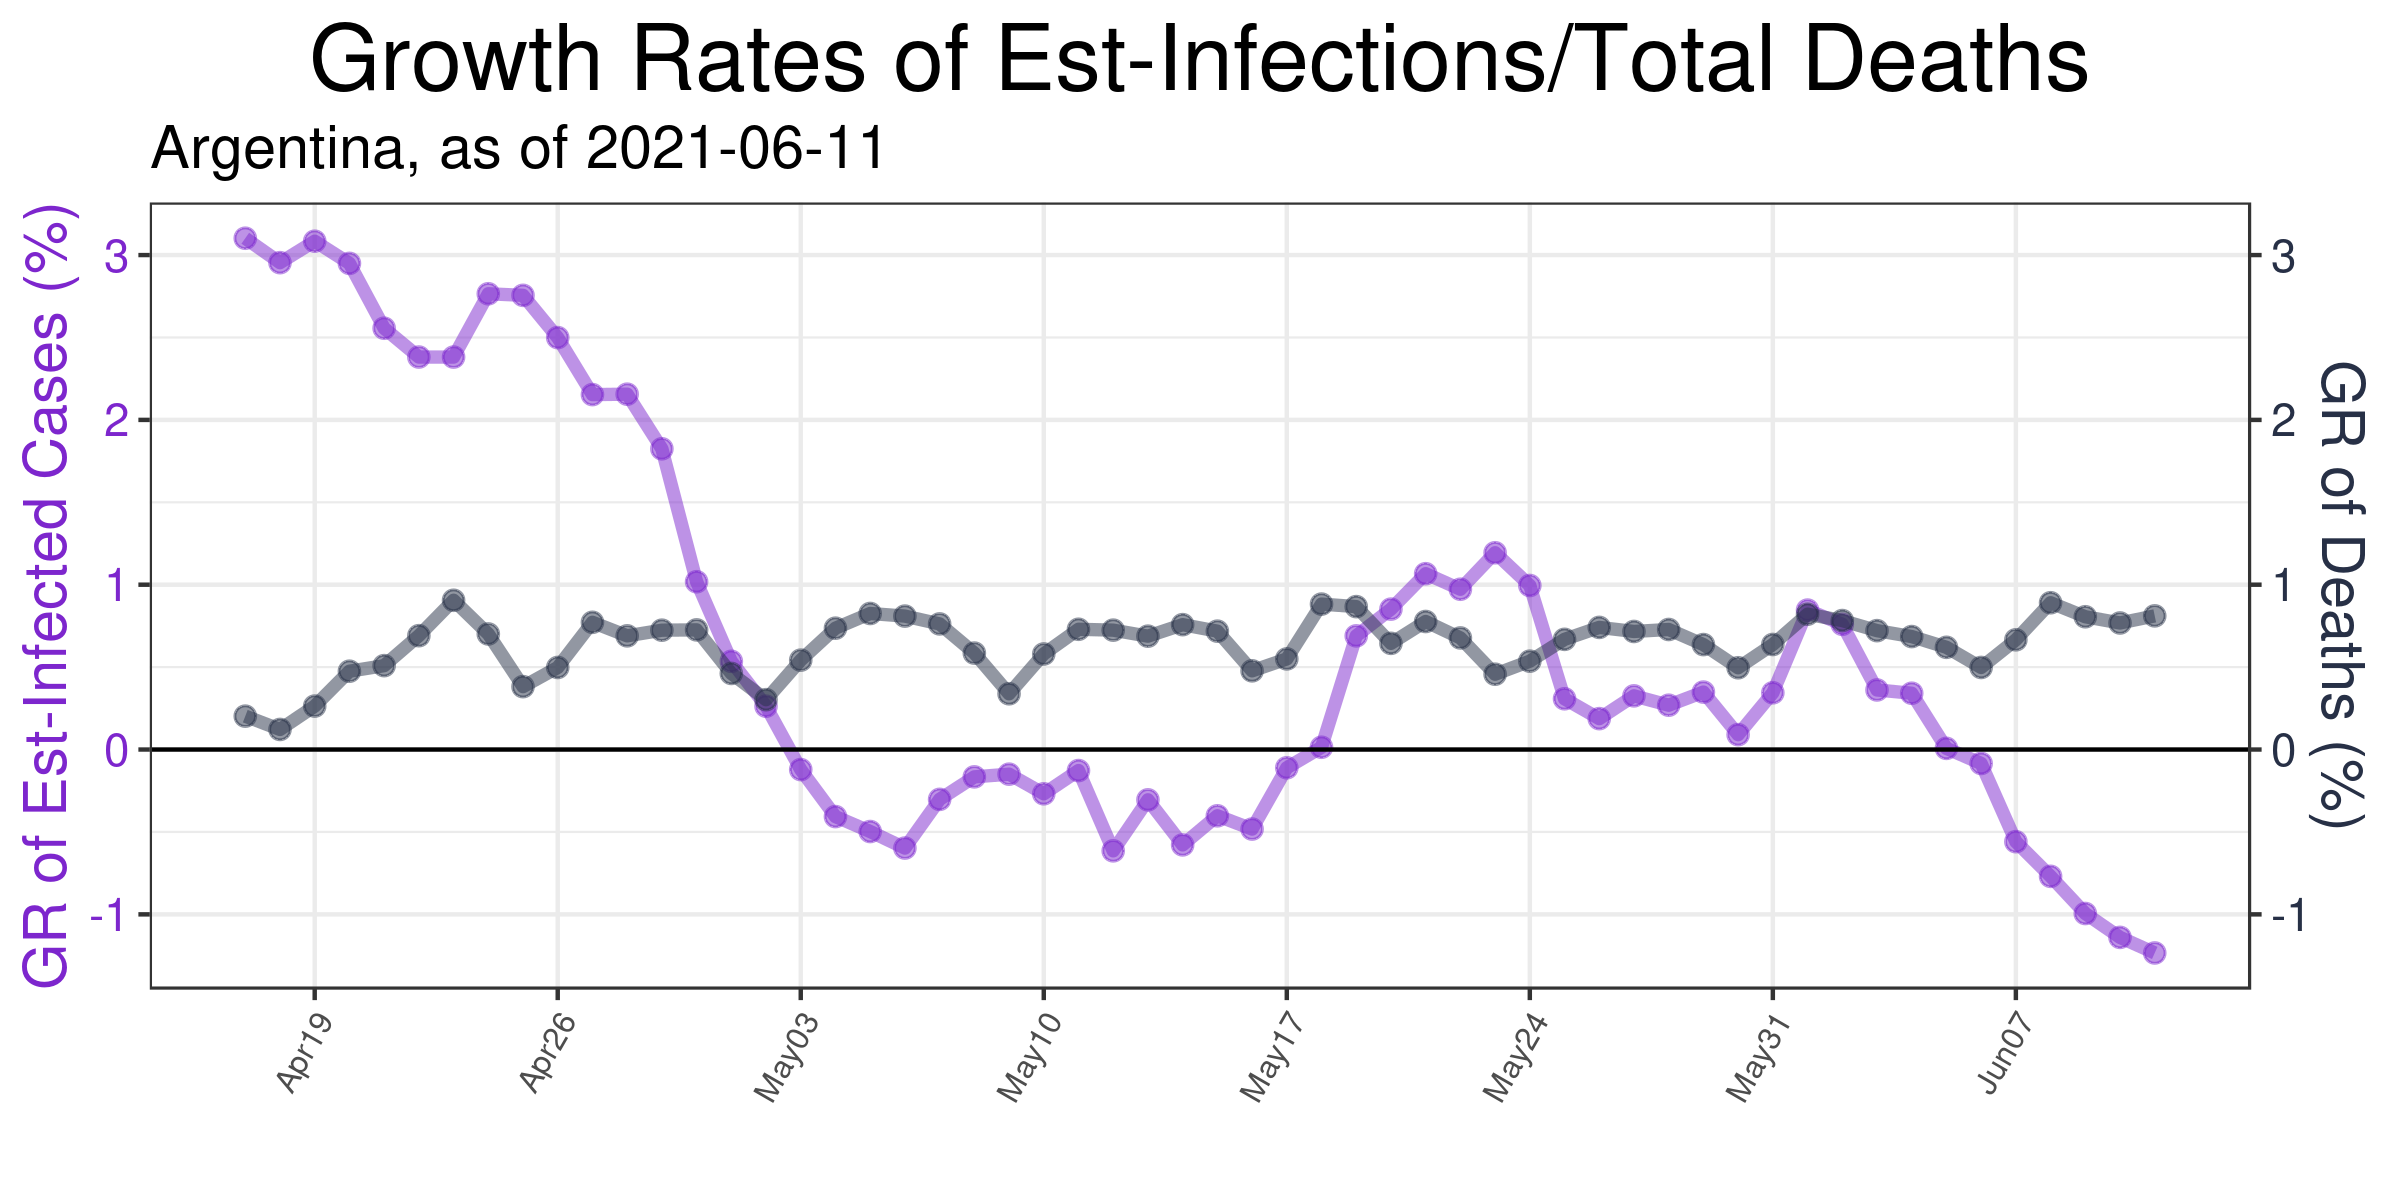 Growth Rates of Est-Infections/Total Deaths
Argentina, as of 2021-06-11
GR of Est-Infected Cases (%)
3
2
1
0
-1
3
2
1
0
-1
GR of Deaths (%)
Apr19
Apr26
May03
May10
May17
May24
May31
Jun07